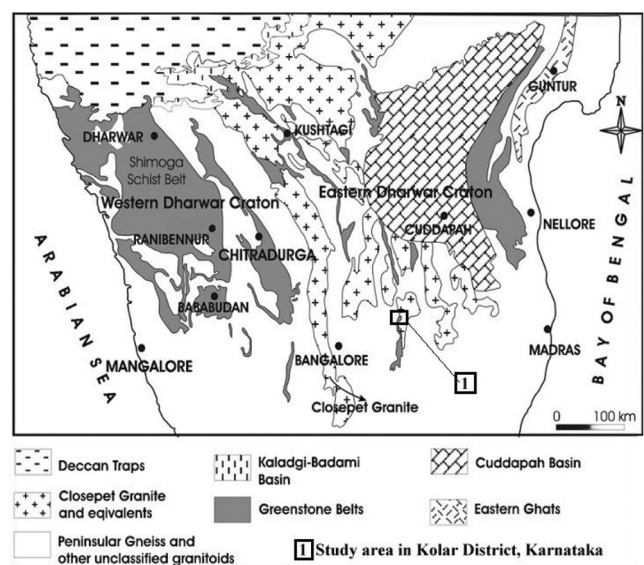 GUNTUR
N
DHARWAR
KUSHTAGI
Shimoga
Schist Belt
Western Dharwar Craton
Eastern Dharwar Craton
RANIBENNUR
CHITRADURGA
CUDDAPAH
NELLORE
BABABUDAN
ARABIAN SEA
BAY OF BENGAL
MANGALORE
BANGALORE
MADRAS
1
Closepet Granite
0 100 km
Deccan Traps
Kaladgi-Badami
Basin
Cuddapah Basin
Closepet Granite
and eqivalents
Greenstone Belts
Eastern Ghats
Peninsular Gneiss and
other unclassified granitoids
1 Study area in Kolar District, Karnataka